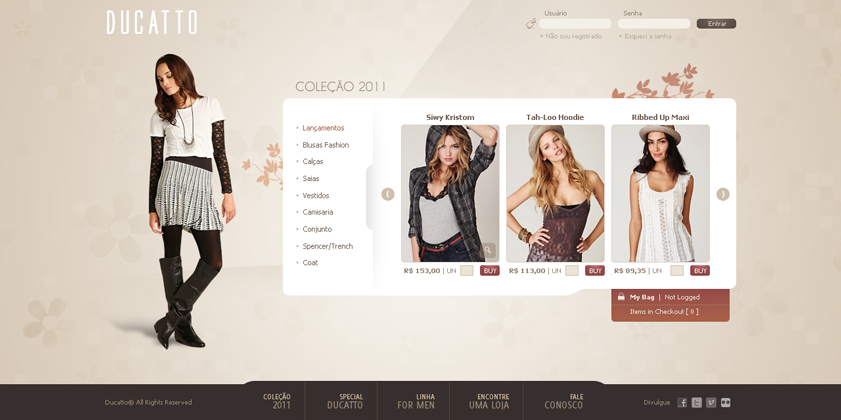 DUCATTO
Usuário
Senha
Entrar
Não sou registrado
Esqueci a senha
COLEÇÃO 2011
Lançamentos
Blusas Fashion
Calças
Saias
Vestidos
Camisaria
Conjunto
Spencer/Trench
Coat
Siwy Kristom
Tah-Loo Hoodie
Ribbed Up Maxi
R$ 153,00 | UN
BUY
R$ 113,00 | UN
BUY
R$ 89,35 | UN
BUY
My Bag | Not Logged
Items in Checkout [ 0 ]
Ducatto® All Rights Reserved
COLEÇÃO
2011
SPECIAL
DUCATTO
LINHA
FOR MEN
ENCONTRE
UMA LOJA
FALE
CONOSCO
Divulgue